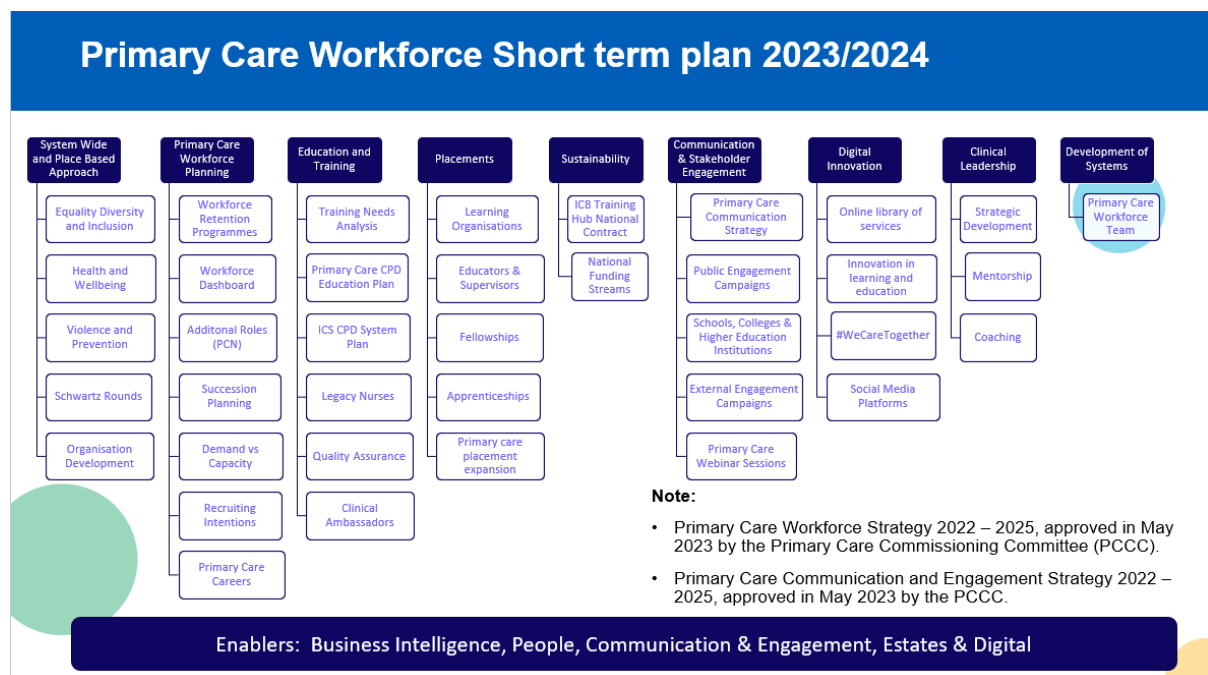 Primary Care Workforce Short term plan 2023/2024
System Wide
and Place Based
Approach
Equality Diversity
and Inclusion
Health and
Wellbeing
Violence and
Prevention
Schwartz Rounds
Organisation
Development
Primary Care
Workforce
Planning
Workforce
Retention
Programmes
Workforce
Dashboard
Additonal Roles
(PCN)
Succession
Planning
Demand vs
Capacity
Recruiting
Intentions
Primary Care
Careers
Education and
Training
Training Needs
Analysis
Primary Care CPD
Education Plan
ICS CPD System
Plan
Legacy Nurses
Quality Assurance
Clinical
Ambassadors
Placements
Learning
Organisations
Educators &
Supervisors
Fellowships
Apprenticeships
Primary care
placement
expansion
Sustainability
ICB Training
Hub National
Contract
National
Funding
Streams
Communication
& Stakeholder
Engagement
Primary Care
Communication
Strategy
Public Engagement
Campaigns
Schools, Colleges &
Higher Education
Institutions
External Engagement
Campaigns
Primary Care
Webinar Sessions
Digital
Innovation
Online library of
services
Innovation in
learning and
education
#WeCareTogether
Social Media
Platforms
Clinical
Leadership
Strategic
Development
Mentorship
Coaching
Development of
Systems
Primary Care
Workforce
Team
Note:
• Primary Care Workforce Strategy 2022 – 2025, approved in May
2023 by the Primary Care Commissioning Committee (PCCC).
• Primary Care Communication and Engagement Strategy 2022 –
2025, approved in May 2023 by the PCCC.
Enablers: Business Intelligence, People, Communication & Engagement, Estates & Digital